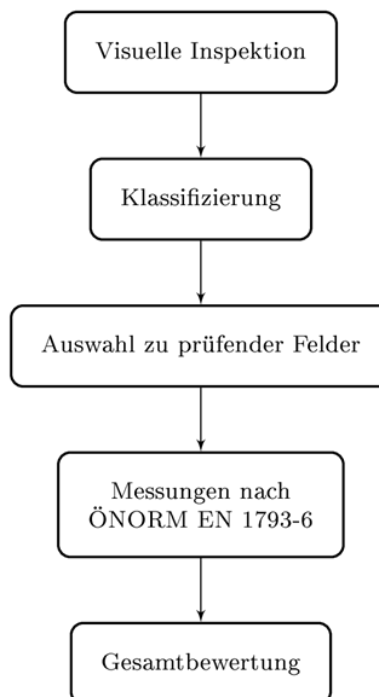 Visuelle Inspektion
Klassifizierung
Auswahl zu prüfender Felder
Messungen nach
ÖNORM EN 1793-6
Gesamtbewertung